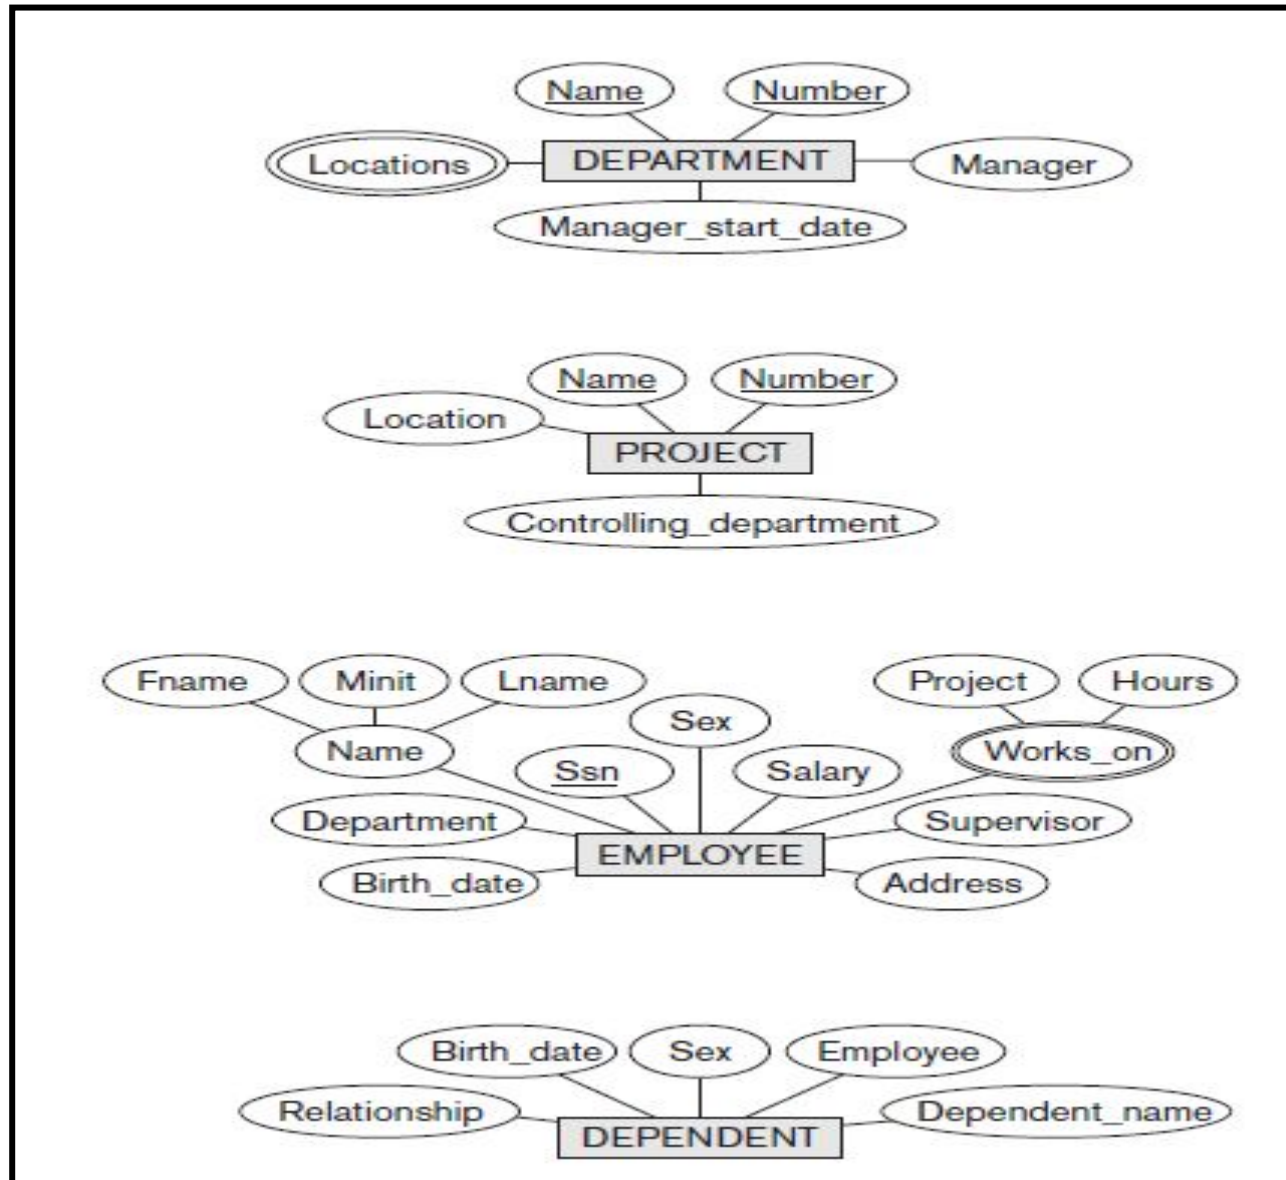 Name Number
Locations DEPARTMENT Manager
Manager_start_date
Name Number
Location
PROJECT
Controlling_department
Fname Minit Lname Project Hours
Sex
Name Works_on
Ssn Salary
Department Supervisor
EMPLOYEE
Birth_date Address
Birth_date Sex Employee
Relationship Dependent_name
DEPENDENT